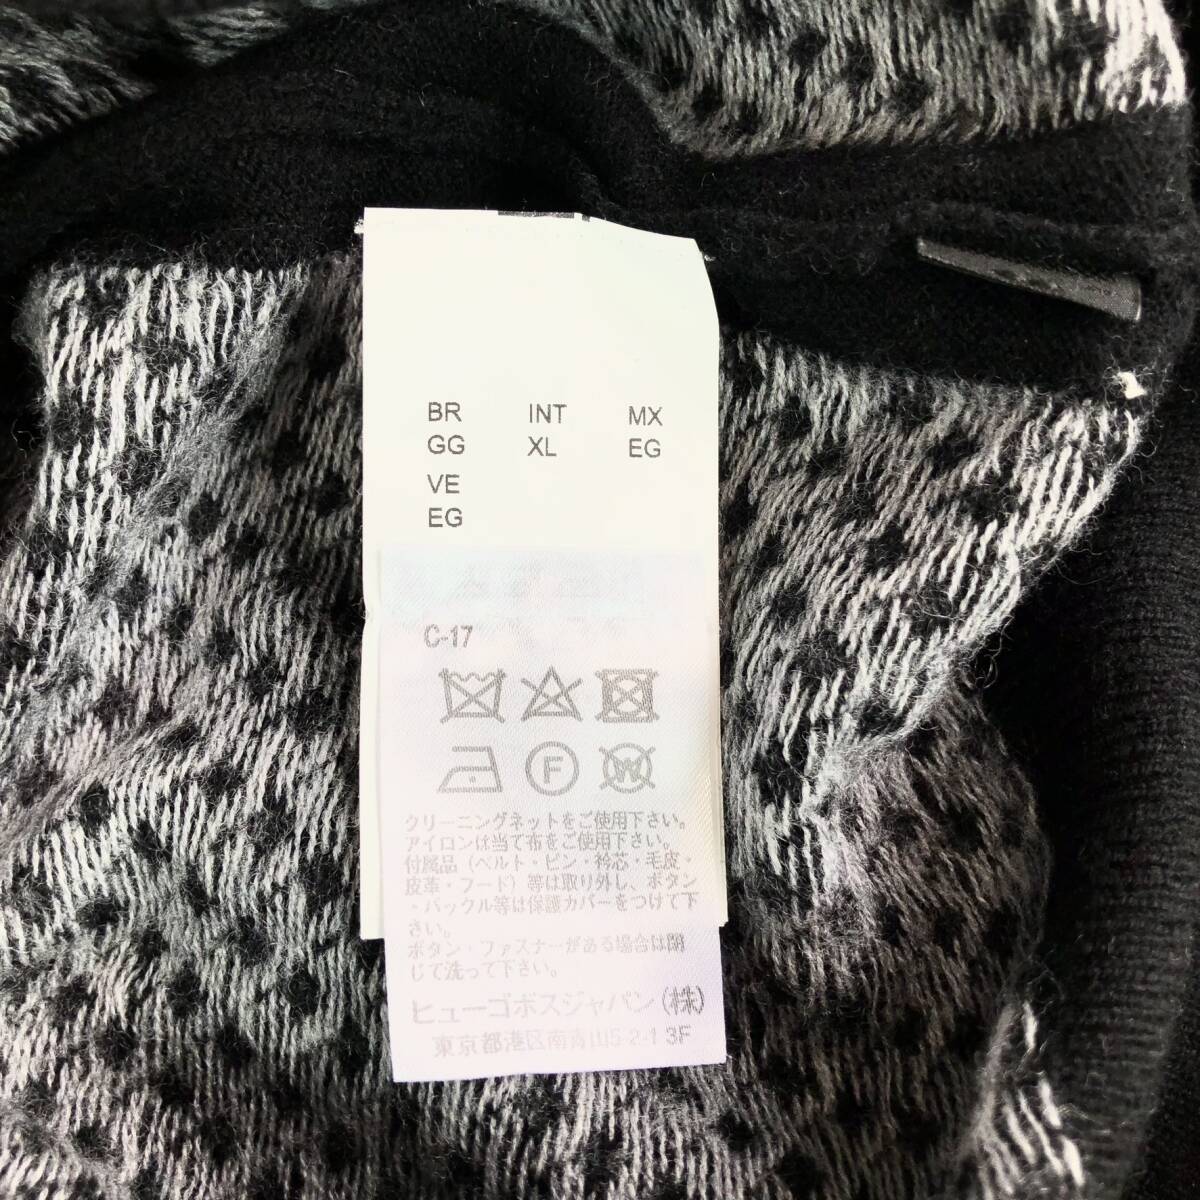 BR INT MX
GG XL EG
VE
EG
C-17
F
W
クリーニングネットをご使用下さい。
アイロンは当て布をご使用下さい。
付属品（ベルト・ピン・衿芯・毛皮・
皮革・フード）等は取り外し、ボタン
・バックル等は保護カバーをつけて下
さい。
ボタン・ファスナーがある場合は閉
じて洗って下さい。
ヒューゴボスジャパン（株）
東京都港区南青山5-2-1 3F